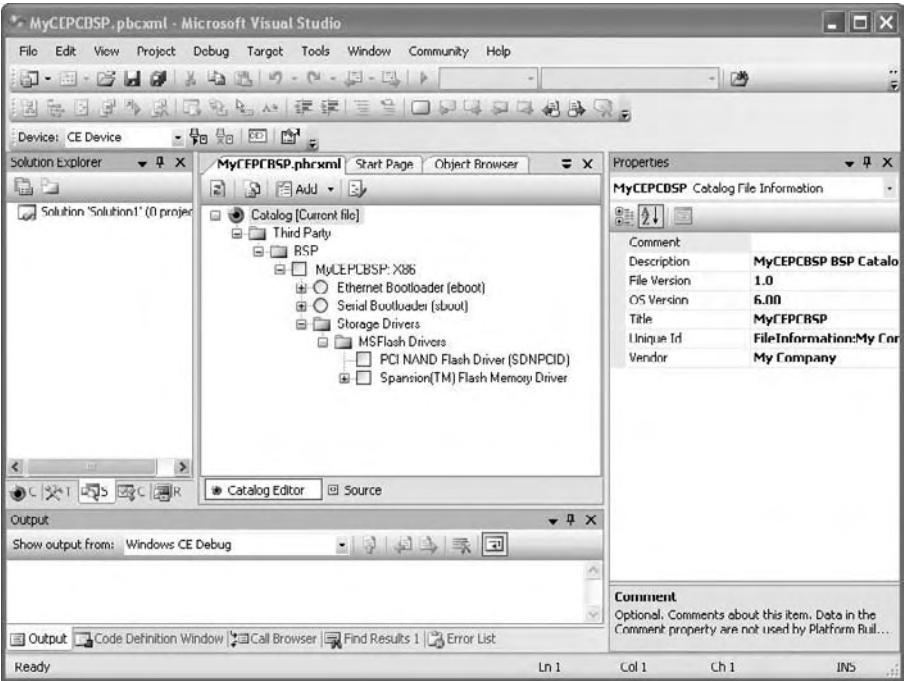 MyCEPCBSP.pbcxml - Microsoft Visual Studio
File Edit View Project Debug Target Tools Window Community Help
Device: CE Device
Solution Explorer
MyCEPCBSP.pbcxml Start Page Object Browser
Properties
Add
MyCEPCBSP Catalog File Information
Solution 'Solution1' (0 projec
Catalog [Current file]
Third Party
BSP
MyCEPCBSP: X86
Ethernet Bootloader (eboot)
Serial Bootloader (sboot)
Storage Drivers
MSFlash Drivers
PCI NAND Flash Driver (SDNPCID)
Spansion(TM) Flash Memory Driver
Comment
Description MyCEPCBSP BSP Catalo
File Version 1.0
OS Version 6.00
Title MyCEPCBSP
Unique Id FileInformation:My Cor
Vendor My Company
C T S C R
Catalog Editor Source
Output
Show output from: Windows CE Debug
Comment
Optional. Comments about this item. Data in the
Comment property are not used by Platform Buil...
Output Code Definition Window Call Browser Find Results 1 Error List
Ready Ln 1 Col 1 Ch 1 INS